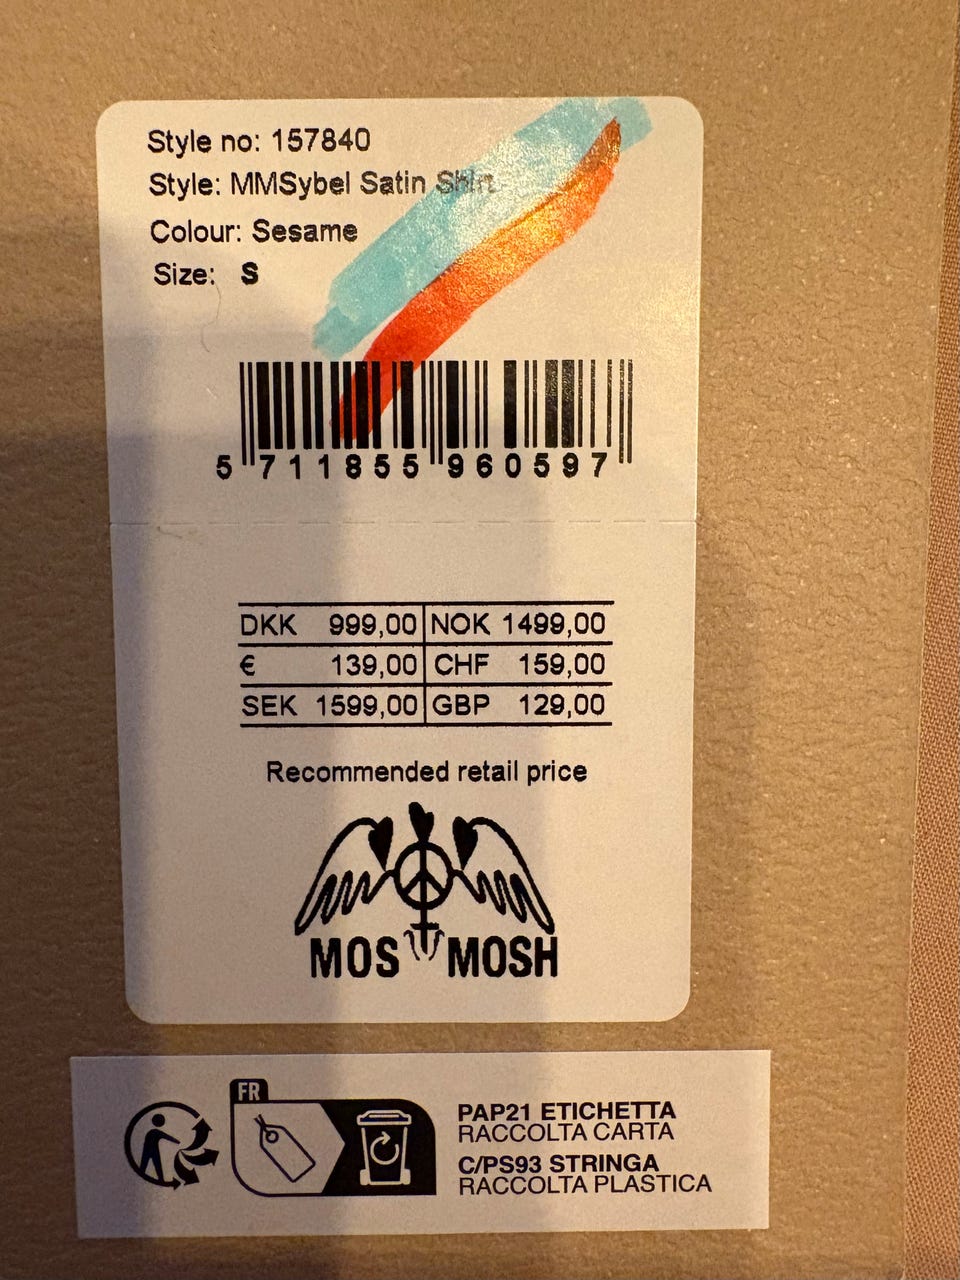 Style no: 157840
Style: MMSybel Satin Shirt
Colour: Sesame
Size: S
5 711855 960597
DKK 999,00 NOK 1499,00
€ 139,00 CHF 159,00
SEK 1599,00 GBP 129,00
Recommended retail price
MOS MOSH
FR
PAP21 ETICHETTA
RACCOLTA CARTA
C/PS93 STRINGA
RACCOLTA PLASTICA